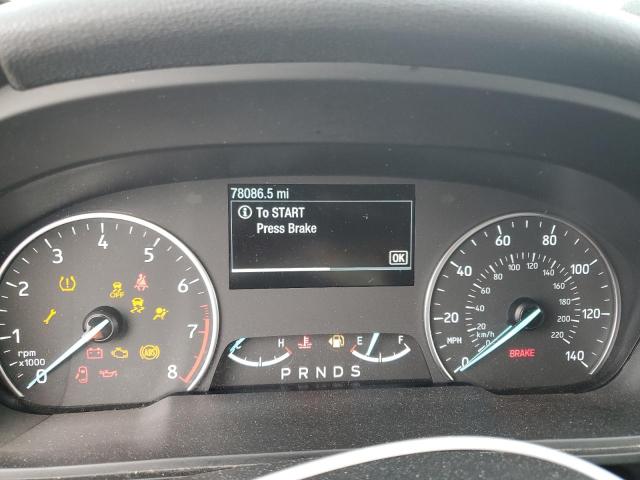 78086.5 mi
To START
Press Brake
OK
0 1 2 3 4 5 6 7 8
rpm
x1000
OFF
ABS
H
E F
P R N D S
0 20 40 60 80 100 120 140
0 20 40 60 80 100 120 140 160 180 200 220
MPH
km/h
BRAKE